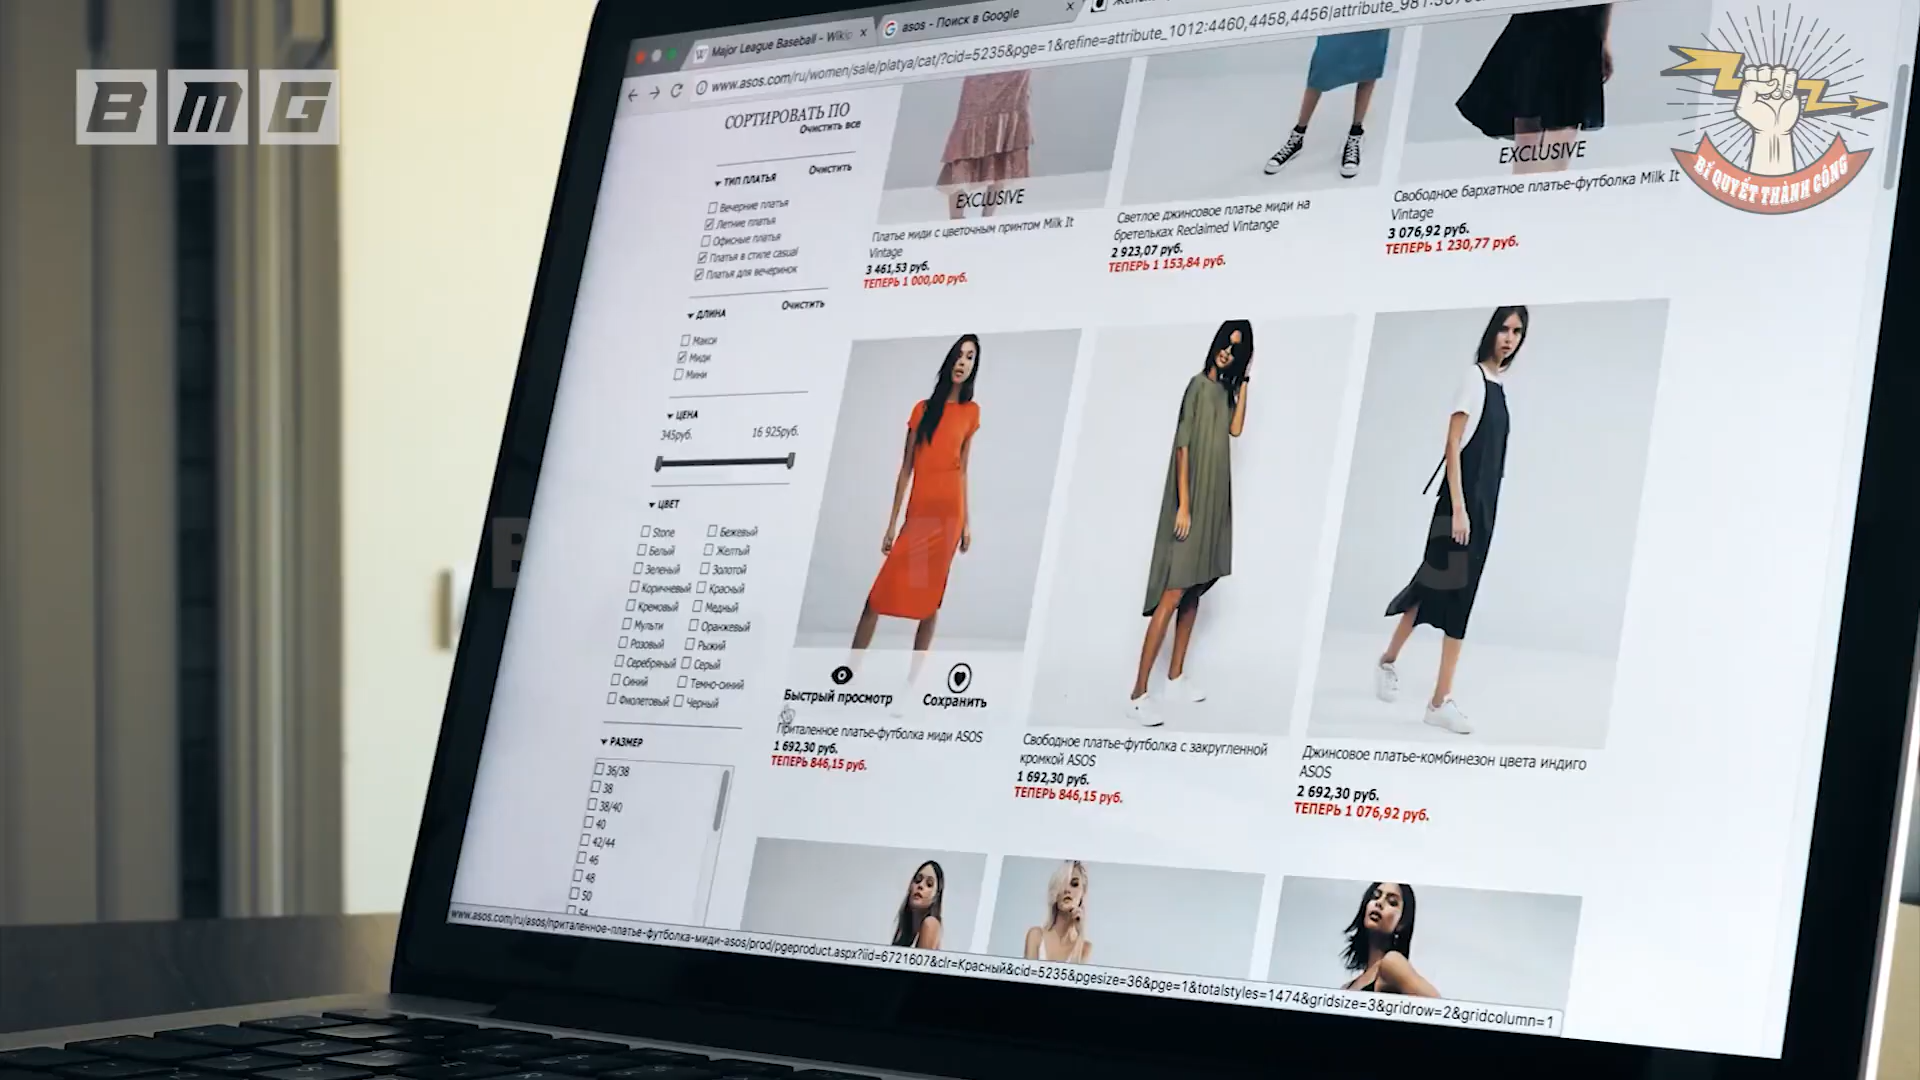 BMG
BÍ QUYẾT THÀNH CÔNG
Major League Baseball - Wikip
asos - Поиск в Google
www.asos.com/ru/women/sale/platya/cat/?cid=5235&pge=1&refine=attribute_1012:4460,4458,4456|attribute_981
СОРТИРОВАТЬ ПО
Очистить все
ТИП ПЛАТЬЯ
Очистить
Вечерние платья
Летние платья
Офисные платья
Платья в стиле casual
Платья для вечеринок
ДЛИНА
Очистить
Макси
Миди
Мини
ЦЕНА
345руб. 16 925руб.
ЦВЕТ
Stone Бежевый
Белый Желтый
Зеленый Золотой
Коричневый Красный
Кремовый Медный
Мульти Оранжевый
Розовый Рыжий
Серебряный Серый
Синий Темно-синий
Фиолетовый Черный
РАЗМЕР
36/38
38
38/40
40
42/44
46
48
50
54
EXCLUSIVE
Платье миди с цветочным принтом Milk It
Vintage
3 461,53 руб.
ТЕПЕРЬ 1 000,00 руб.
Светлое джинсовое платье миди на
бретельках Reclaimed Vintange
2 923,07 руб.
ТЕПЕРЬ 1 153,84 руб.
EXCLUSIVE
Свободное бархатное платье-футболка Milk It
Vintage
3 076,92 руб.
ТЕПЕРЬ 1 230,77 руб.
Быстрый просмотр
Сохранить
Приталенное платье-футболка миди ASOS
1 692,30 руб.
ТЕПЕРЬ 846,15 руб.
Свободное платье-футболка с закругленной
кромкой ASOS
1 692,30 руб.
ТЕПЕРЬ 846,15 руб.
Джинсовое платье-комбинезон цвета индиго
ASOS
2 692,30 руб.
ТЕПЕРЬ 1 076,92 руб.
www.asos.com/ru/asos/приталенное-платье-футболка-миди-asos/prod/pgeproduct.aspx?iid=6721607&clr=Красный&cid=5235&pgesize=36&pge=1&totalstyles=1474&gridsize=3&gridrow=2&gridcolumn=1